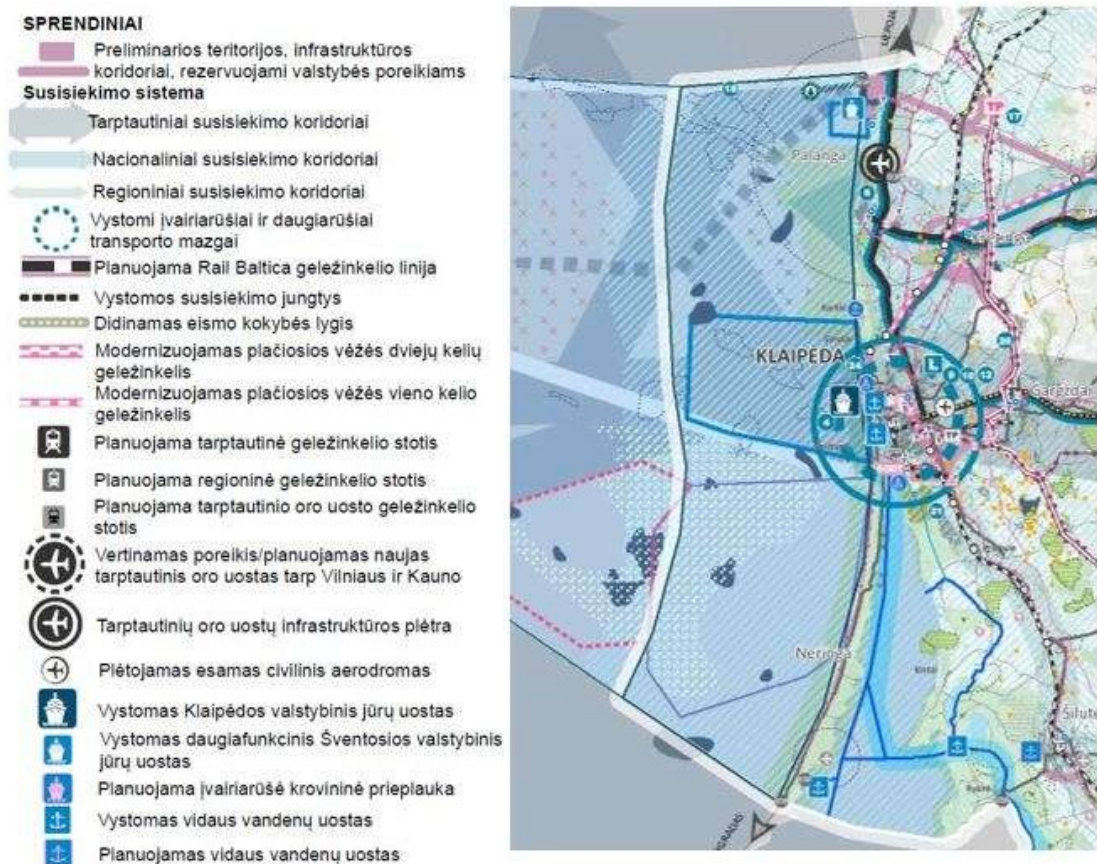 SPRENDINIAI
Preliminarios teritorijos, infrastruktūros
koridoriai, rezervuojami valstybės poreikiams
Susisiekimo sistema
Tarptautiniai susisiekimo koridoriai
Nacionaliniai susisiekimo koridoriai
Regioniniai susisiekimo koridoriai
Vystomi įvairiarūšiai ir daugiarūšiai
transporto mazgai
Planuojama Rail Baltica geležinkelio linija
Vystomos susisiekimo jungtys
Didinamas eismo kokybės lygis
Modernizuojamas plačiosios vėžės dviejų kelių
geležinkelis
Modernizuojamas plačiosios vėžės vieno kelio
geležinkelis
Planuojama tarptautinė geležinkelio stotis
Planuojama regioninė geležinkelio stotis
Planuojama tarptautinio oro uosto geležinkelio
stotis
Vertinamas poreikis/planuojamas naujas
tarptautinis oro uostas tarp Vilniaus ir Kauno
Tarptautinių oro uostų infrastruktūros plėtra
Plėtojamas esamas civilinis aerodromas
Vystomas Klaipėdos valstybinis jūrų uostas
Vystomas daugiafunkcinis Šventosios valstybinis
jūrų uostas
Planuojama įvairiarūšė krovininė prieplauka
Vystomas vidaus vandenų uostas
Planuojamas vidaus vandenų uostas
TP
17
Palanga
KLAIPĖDA
L
Gargždai
TP
Neringa
Šilutė